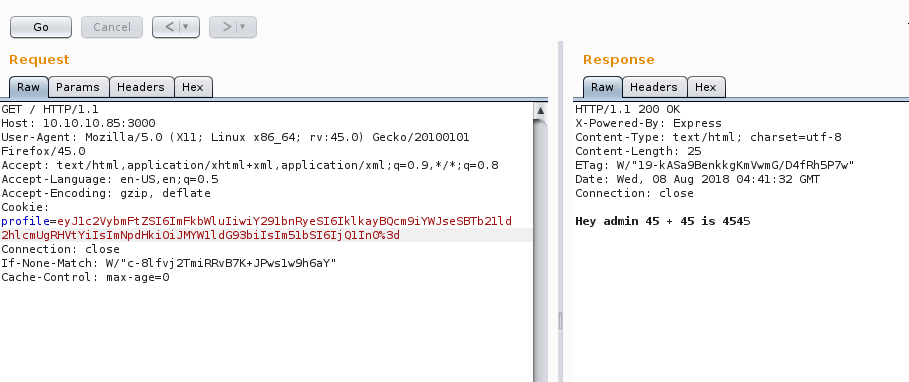 Go Cancel < >
Request
Raw Params Headers Hex
GET / HTTP/1.1
Host: 10.10.10.85:3000
User-Agent: Mozilla/5.0 (X11; Linux x86_64; rv:45.0) Gecko/20100101
Firefox/45.0
Accept: text/html,application/xhtml+xml,application/xml;q=0.9,*/*;q=0.8
Accept-Language: en-US,en;q=0.5
Accept-Encoding: gzip, deflate
Cookie:
profile=eyJ1c2VybmFtZSI6ImFkbWluIiwiY291bnRyeSI6IklkayBQcm9iYWJseSBTb21ld
2hlcmUgRHVtYiIsImNpdHkiOiJMYW1ldG93biIsIm51bSI6IjQ1In0%3d
Connection: close
If-None-Match: W/"c-8lfvj2TmiRRvB7K+JPws1w9h6aY"
Cache-Control: max-age=0
Response
Raw Headers Hex
HTTP/1.1 200 OK
X-Powered-By: Express
Content-Type: text/html; charset=utf-8
Content-Length: 25
ETag: W/"19-kASa9BenkkgKmVwmG/D4fRh5P7w"
Date: Wed, 08 Aug 2018 04:41:32 GMT
Connection: close
Hey admin 45 + 45 is 4545